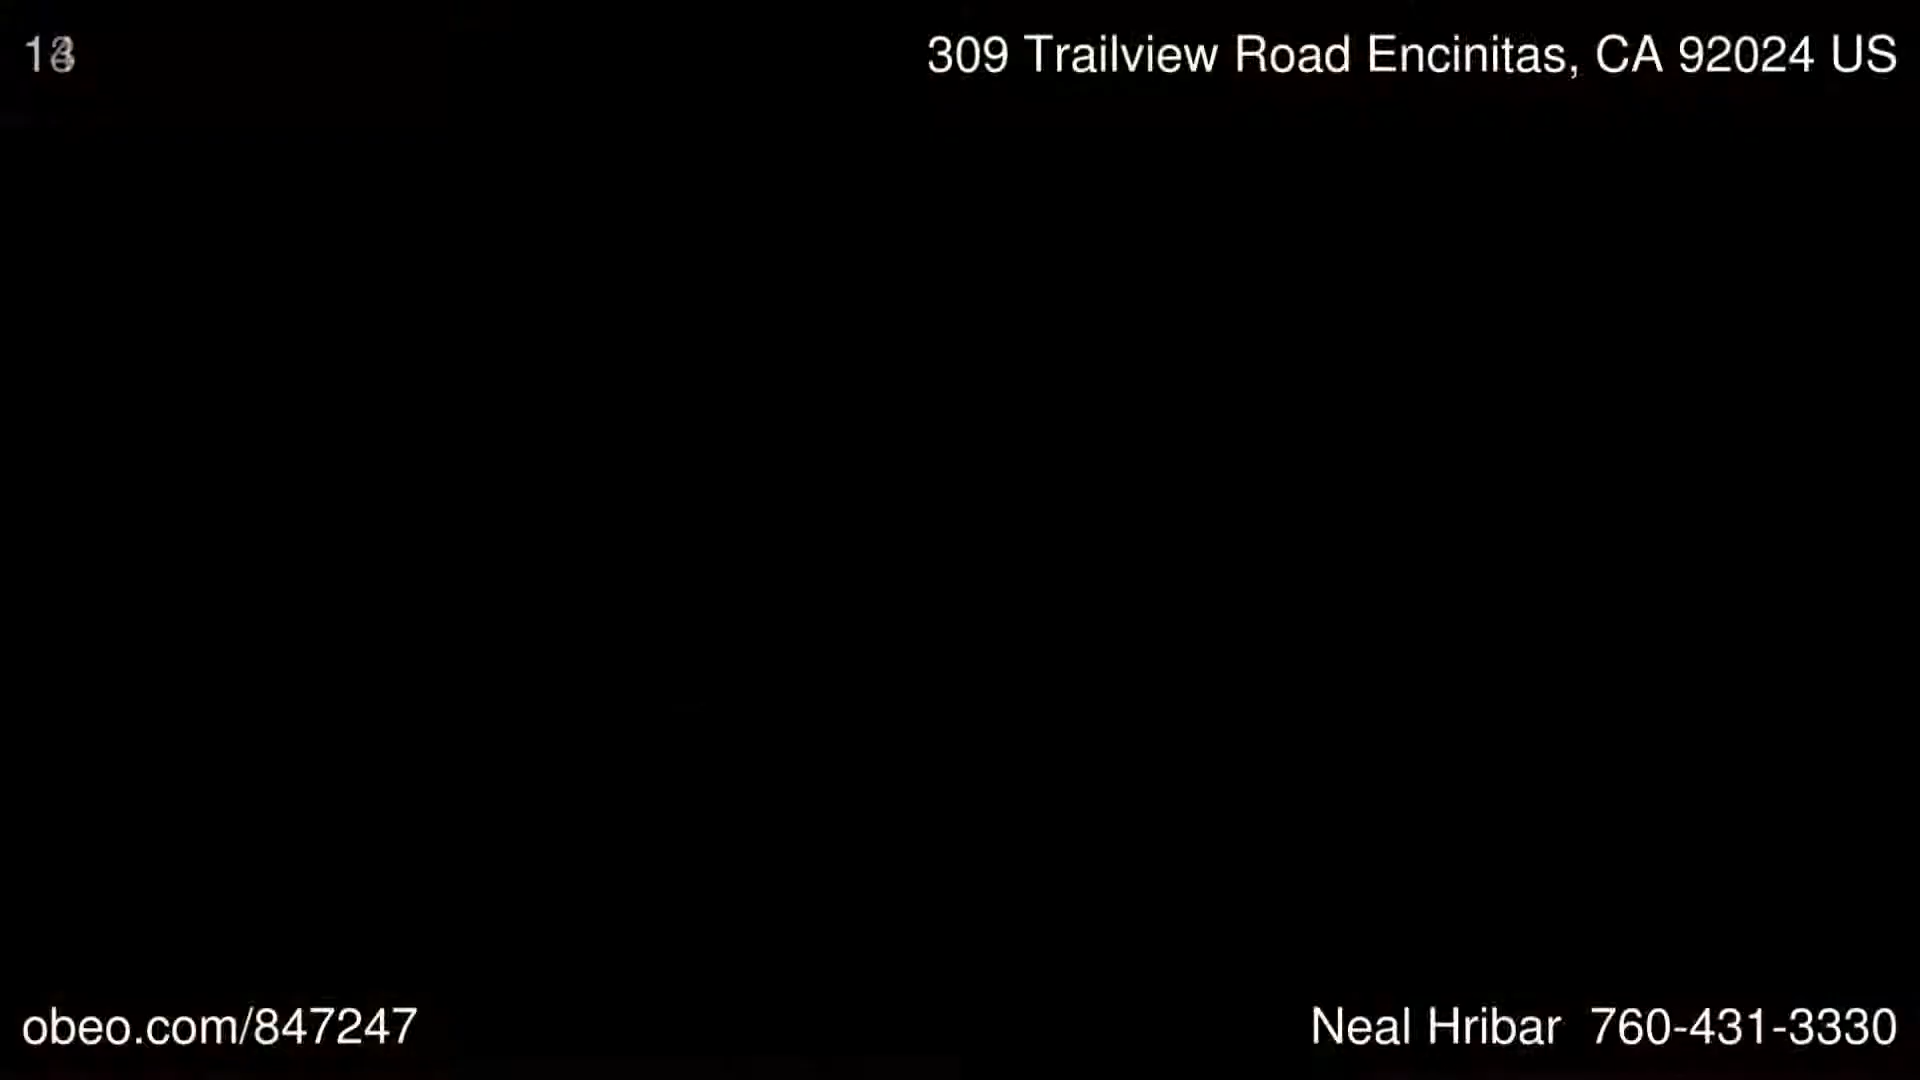 309 Trailview Road Encinitas, CA 92024 US
obeo.com/847247
Neal Hribar 760-431-3330